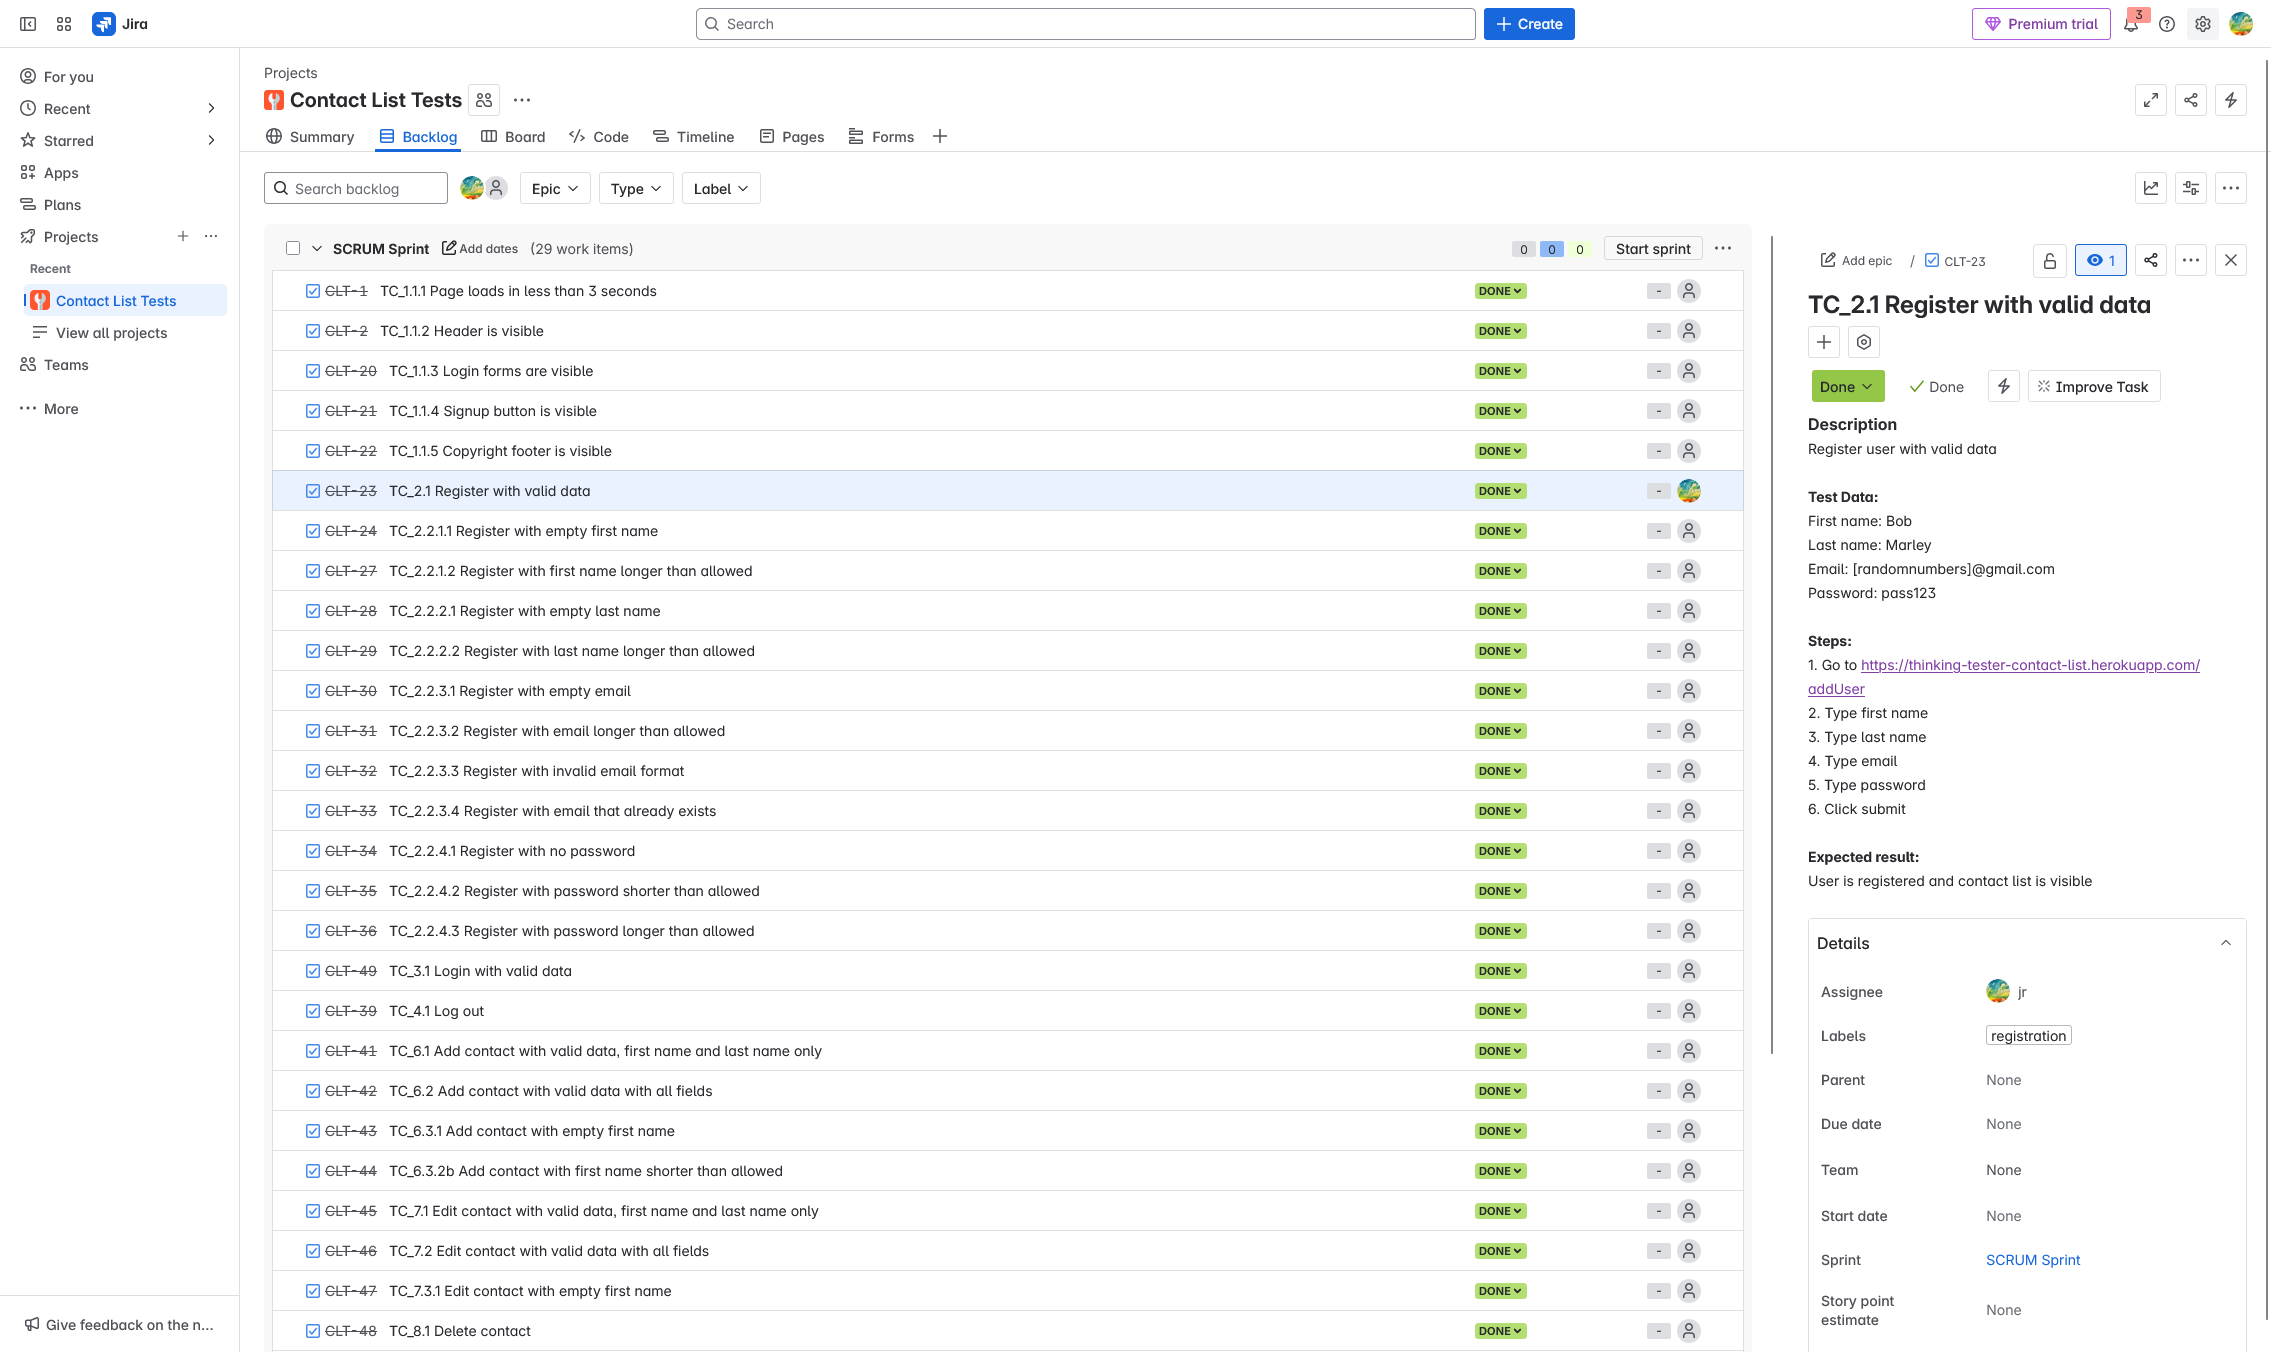 Jira
Search
Create
Premium trial
3
For you
Recent
Starred
Apps
Plans
Projects
Recent
Contact List Tests
View all projects
Teams
More
Give feedback on the n...
Projects
Contact List Tests
Summary
Backlog
Board
Code
Timeline
Pages
Forms
Search backlog
Epic
Type
Label
SCRUM Sprint Add dates (29 work items) 0 0 0 Start sprint
CLT-1 TC_1.1.1 Page loads in less than 3 seconds DONE -
CLT-2 TC_1.1.2 Header is visible DONE -
CLT-20 TC_1.1.3 Login forms are visible DONE -
CLT-21 TC_1.1.4 Signup button is visible DONE -
CLT-22 TC_1.1.5 Copyright footer is visible DONE -
CLT-23 TC_2.1 Register with valid data DONE -
CLT-24 TC_2.2.1.1 Register with empty first name DONE -
CLT-27 TC_2.2.1.2 Register with first name longer than allowed DONE -
CLT-28 TC_2.2.2.1 Register with empty last name DONE -
CLT-29 TC_2.2.2.2 Register with last name longer than allowed DONE -
CLT-30 TC_2.2.3.1 Register with empty email DONE -
CLT-31 TC_2.2.3.2 Register with email longer than allowed DONE -
CLT-32 TC_2.2.3.3 Register with invalid email format DONE -
CLT-33 TC_2.2.3.4 Register with email that already exists DONE -
CLT-34 TC_2.2.4.1 Register with no password DONE -
CLT-35 TC_2.2.4.2 Register with password shorter than allowed DONE -
CLT-36 TC_2.2.4.3 Register with password longer than allowed DONE -
CLT-49 TC_3.1 Login with valid data DONE -
CLT-39 TC_4.1 Log out DONE -
CLT-41 TC_6.1 Add contact with valid data, first name and last name only DONE -
CLT-42 TC_6.2 Add contact with valid data with all fields DONE -
CLT-43 TC_6.3.1 Add contact with empty first name DONE -
CLT-44 TC_6.3.2b Add contact with first name shorter than allowed DONE -
CLT-45 TC_7.1 Edit contact with valid data, first name and last name only DONE -
CLT-46 TC_7.2 Edit contact with valid data with all fields DONE -
CLT-47 TC_7.3.1 Edit contact with empty first name DONE -
CLT-48 TC_8.1 Delete contact DONE -
Add epic / CLT-23 1
TC_2.1 Register with valid data
Done Done Improve Task
Description
Register user with valid data
Test Data:
First name: Bob
Last name: Marley
Email: [randomnumbers]@gmail.com
Password: pass123
Steps:
1. Go to https://thinking-tester-contact-list.herokuapp.com/
addUser
2. Type first name
3. Type last name
4. Type email
5. Type password
6. Click submit
Expected result:
User is registered and contact list is visible
Details
Assignee jr
Labels registration
Parent None
Due date None
Team None
Start date None
Sprint SCRUM Sprint
Story point
estimate None